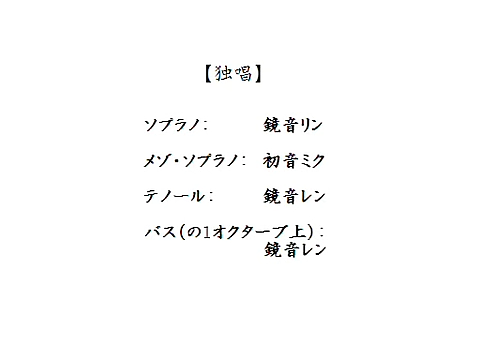 【独唱】
ソプラノ: 鏡音リン
メゾ・ソプラノ: 初音ミク
テノール: 鏡音レン
バス(の1オクターブ上):
鏡音レン